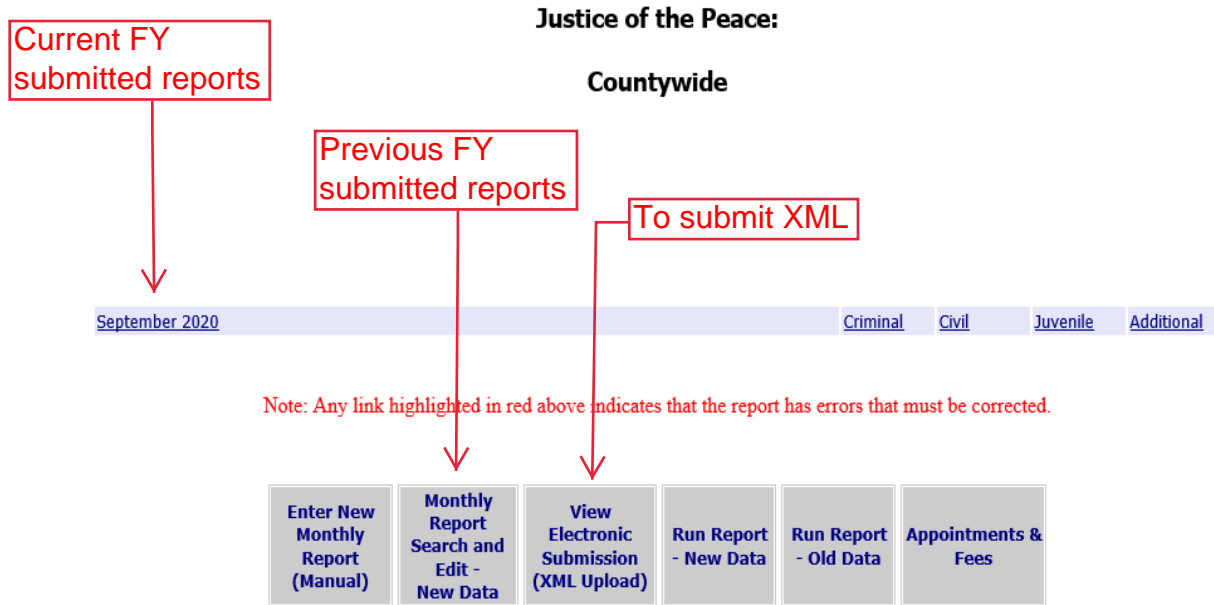 Justice of the Peace:
Countywide
Current FY
submitted reports
Previous FY
submitted reports
To submit XML
September 2020 Criminal Civil Juvenile Additional
Note: Any link highlighted in red above indicates that the report has errors that must be corrected.
Enter New
Monthly
Report
(Manual)
Monthly
Report
Search and
Edit -
New Data
View
Electronic
Submission
(XML Upload)
Run Report
- New Data
Run Report
- Old Data
Appointments &
Fees